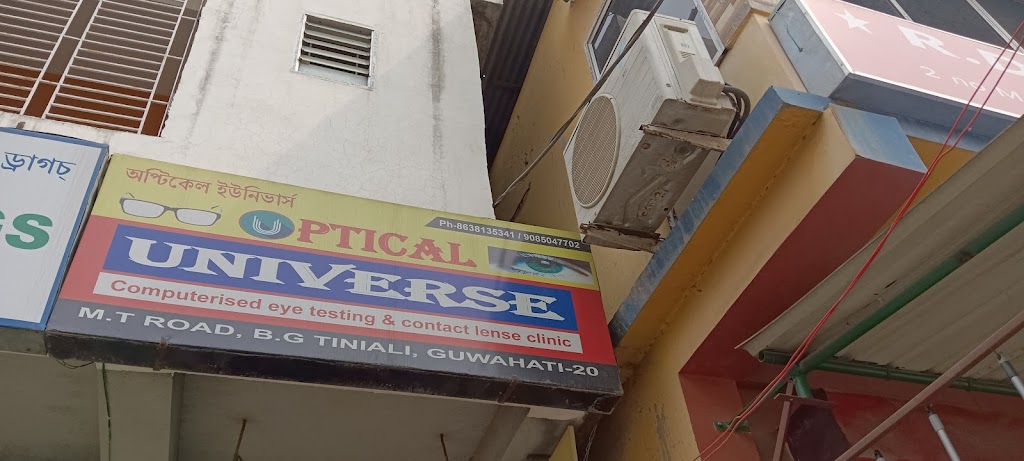 ড্রাগচ্
GS
অপ্টিকেল ইউনিভাৰ্স
OPTICAL
Ph-8638135341 / 9085047702
UNIVERSE
Computerised eye testing & contact lense clinic
M.T ROAD, B.G TINIALI, GUWAHATI-20